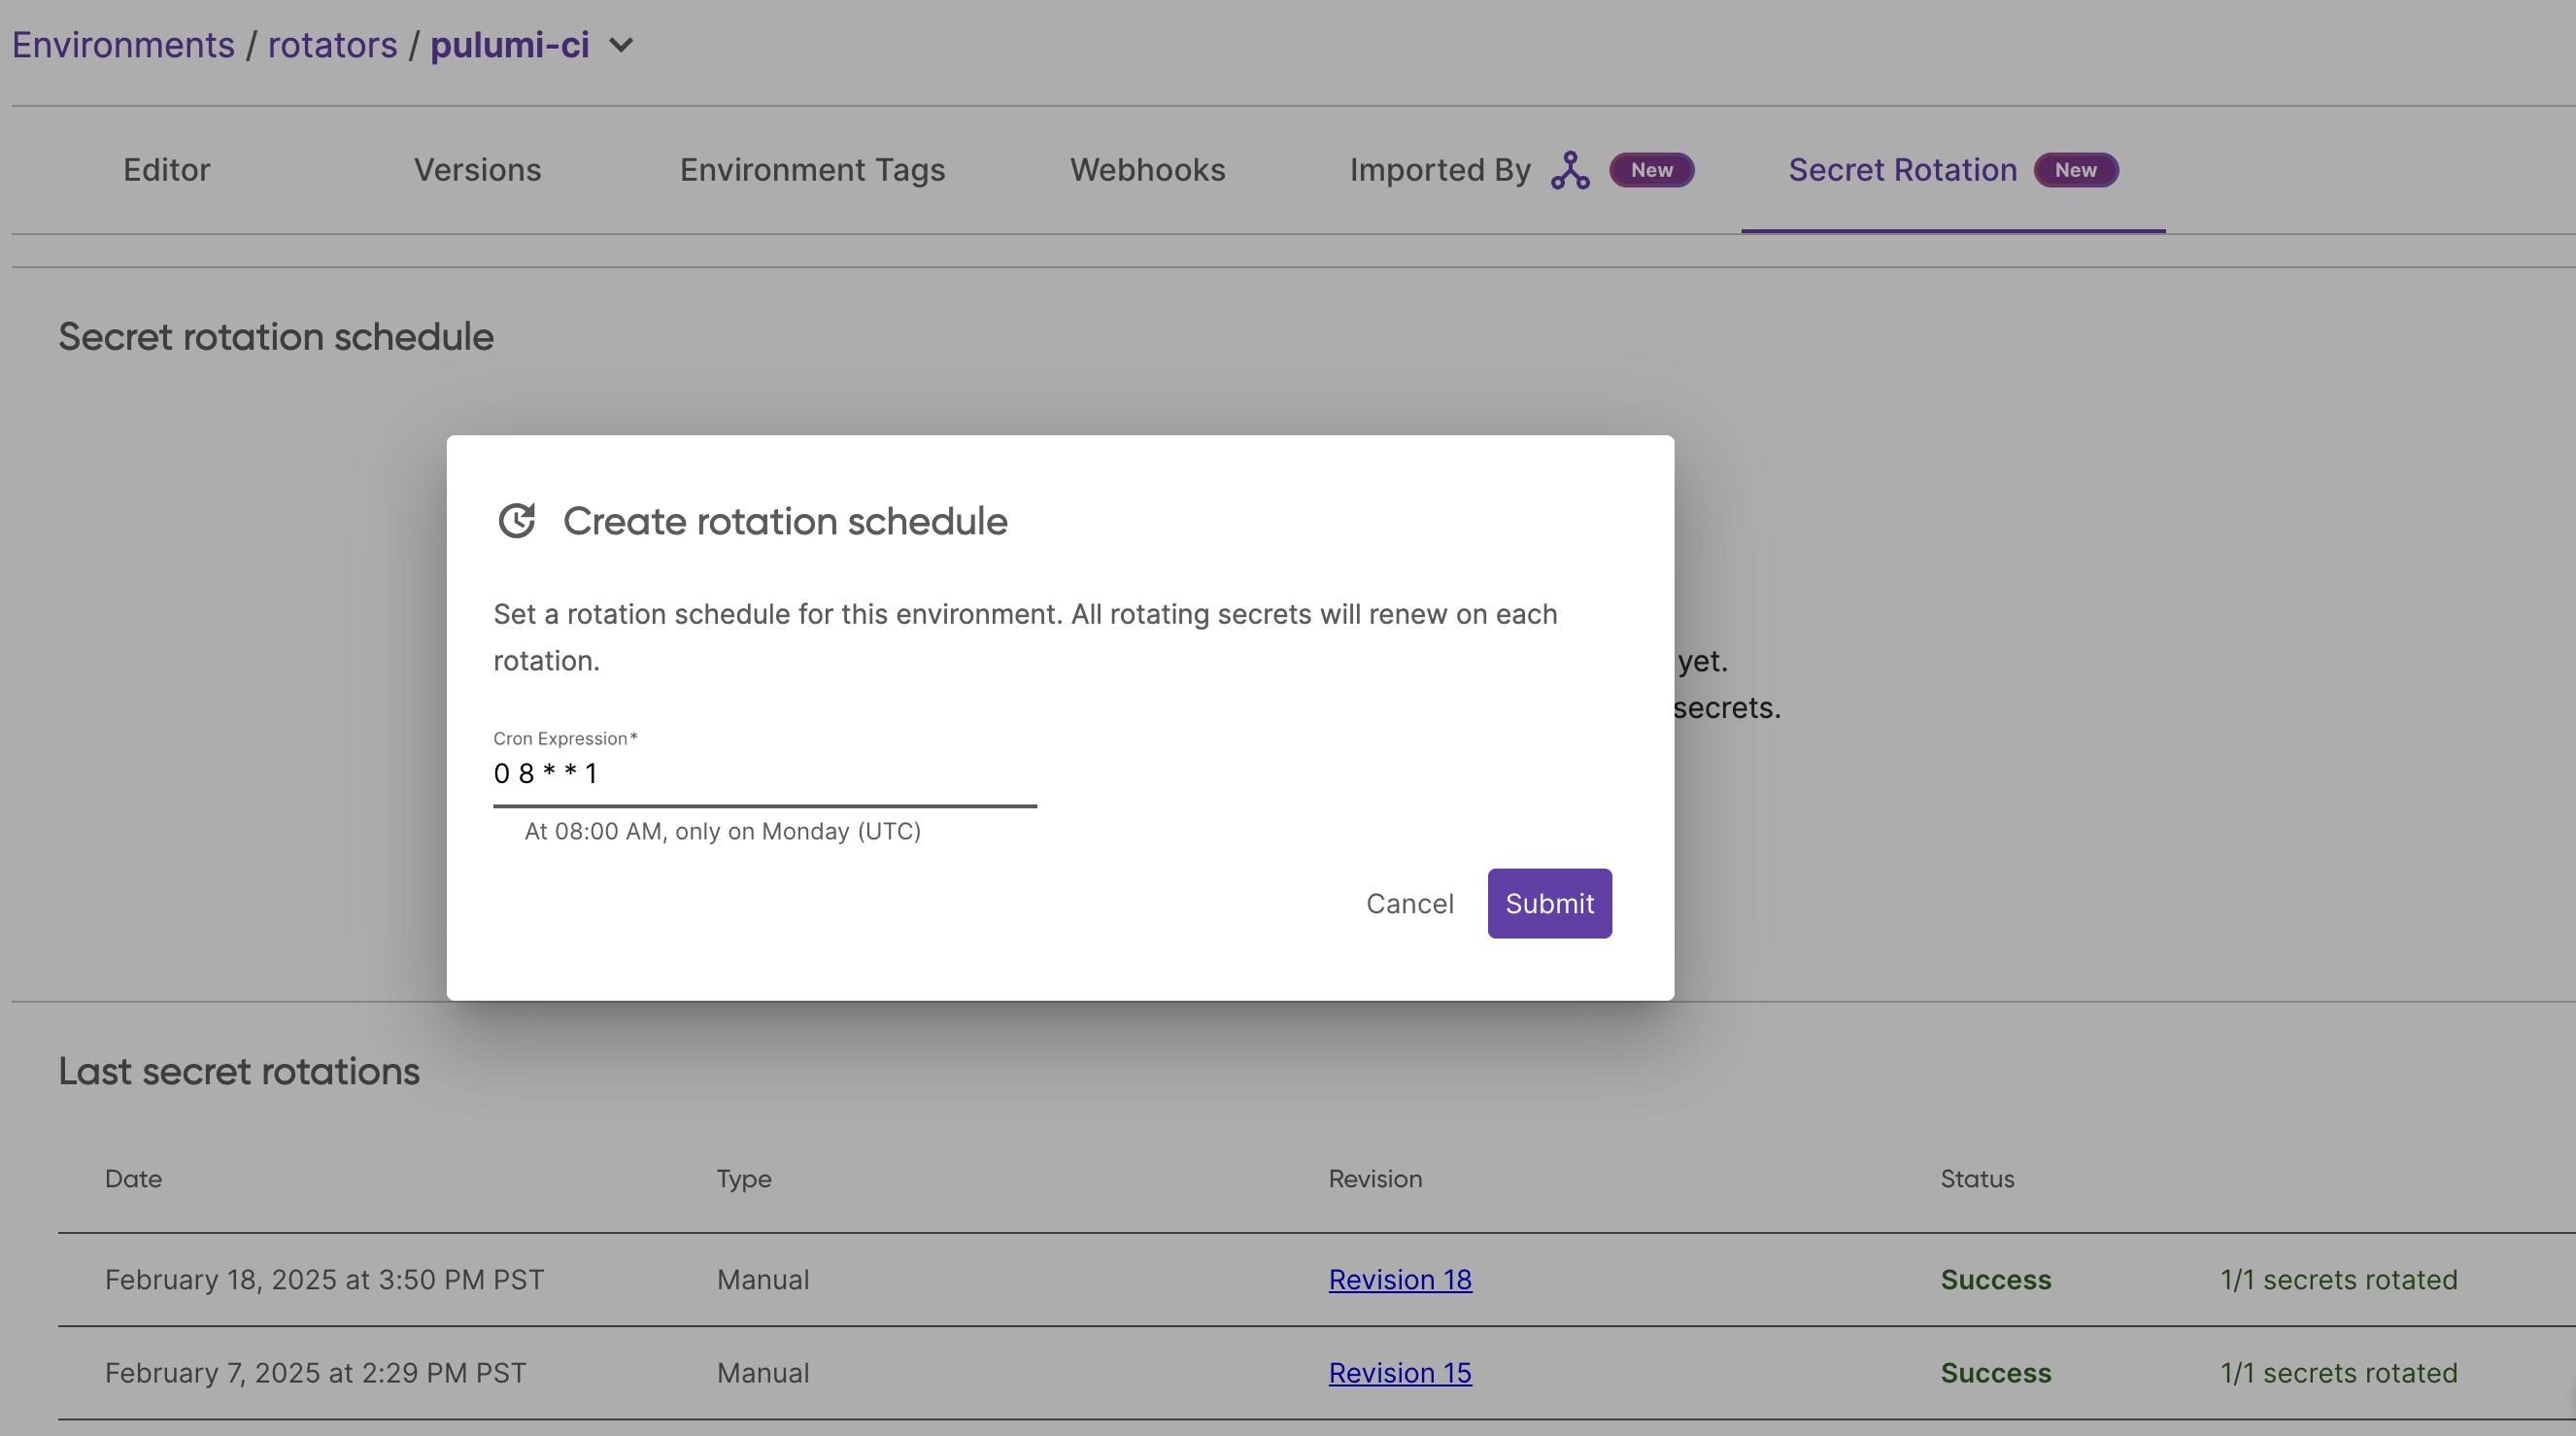 Environments / rotators / pulumi-ci
Editor Versions Environment Tags Webhooks Imported By New Secret Rotation New
Secret rotation schedule
Create rotation schedule
Set a rotation schedule for this environment. All rotating secrets will renew on each
rotation.
yet.
secrets.
Cron Expression*
0 8 * * 1
At 08:00 AM, only on Monday (UTC)
Cancel Submit
Last secret rotations
Date Type Revision Status
February 18, 2025 at 3:50 PM PST Manual Revision 18 Success 1/1 secrets rotated
February 7, 2025 at 2:29 PM PST Manual Revision 15 Success 1/1 secrets rotated